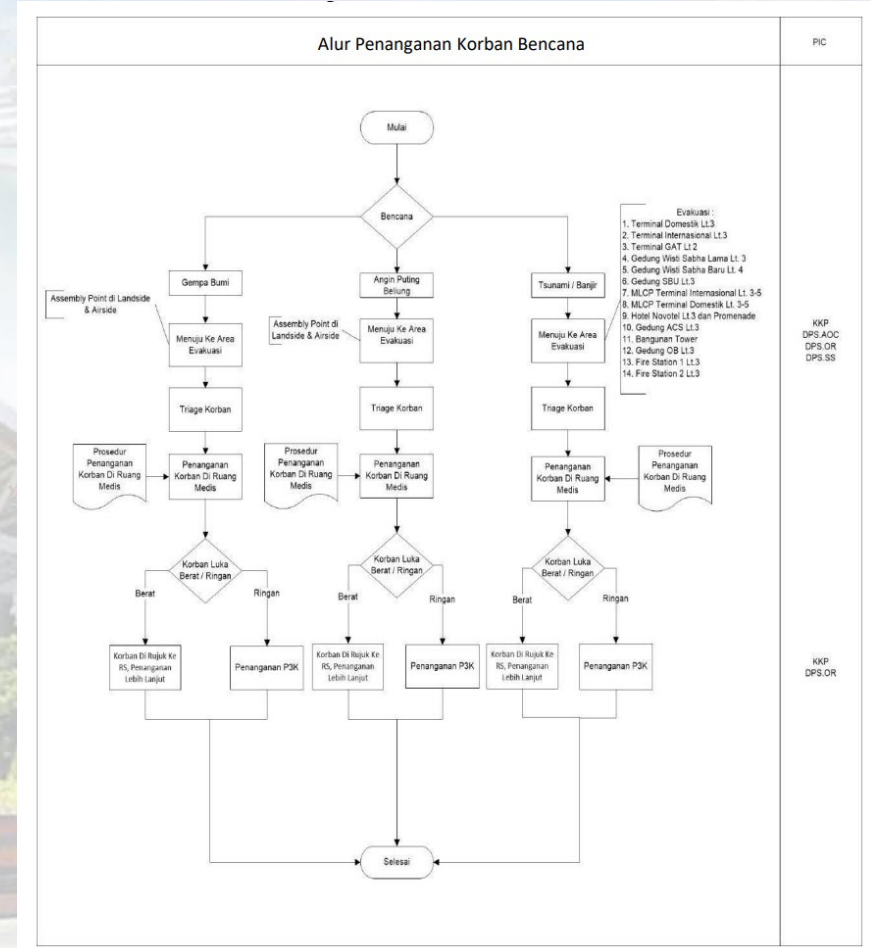 Alur Penanganan Korban Bencana
PIC
Mulai
Bencana
Gempa Bumi
Assembly Point di Landside
& Airside
Menuju Ke Area
Evakuasi
Triage Korban
Prosedur
Penanganan
Korban Di Ruang
Medis
Penanganan
Korban Di Ruang
Medis
Korban Luka
Berat / Ringan
Berat
Ringan
Korban Di Rujuk Ke
RS, Penanganan
Lebih Lanjut
Penanganan P3K
Angin Puting
Beliung
Assembly Point di
Landside & Airside
Menuju Ke Area
Evakuasi
Triage Korban
Prosedur
Penanganan
Korban Di Ruang
Medis
Penanganan
Korban Di Ruang
Medis
Korban Luka
Berat / Ringan
Berat
Ringan
Korban Di Rujuk Ke
RS, Penanganan
Lebih Lanjut
Penanganan P3K
Tsunami / Banjir
Evakuasi :
1. Terminal Domestik Lt.3
2. Terminal Internasional Lt.3
3. Terminal GAT Lt 2
4. Gedung Wisti Sabha Lama Lt. 3
5. Gedung Wisti Sabha Baru Lt. 4
6. Gedung SBU Lt.3
7. MLCP Terminal Internasional Lt. 3-5
8. MLCP Terminal Domestik Lt. 3-5
9. Hotel Novotel Lt.3 dan Promenade
10. Gedung ACS Lt.3
11. Bangunan Tower
12. Gedung OB Lt.3
13. Fire Station 1 Lt.3
14. Fire Station 2 Lt.3
Menuju Ke Area
Evakuasi
Triage Korban
Penanganan
Korban Di Ruang
Medis
Prosedur
Penanganan
Korban Di Ruang
Medis
Korban Luka
Berat / Ringan
Berat
Ringan
Korban Di Rujuk Ke
RS, Penanganan
Lebih Lanjut
Penanganan P3K
Selesai
KKP
DPS.AOC
DPS.OR
DPS.SS
KKP
DPS.OR